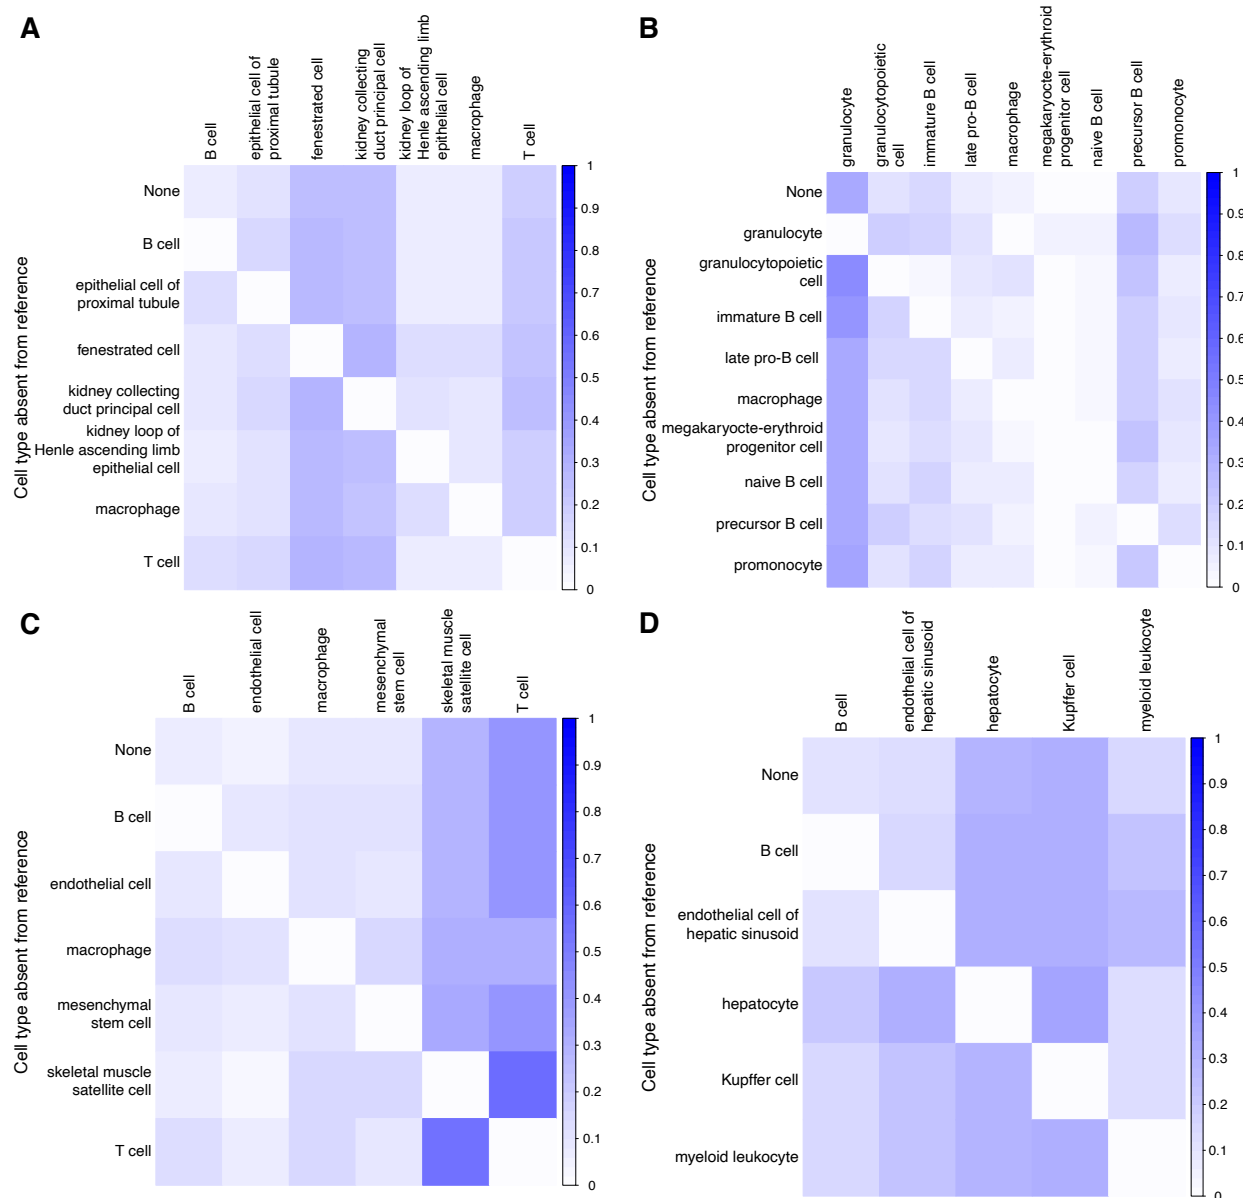 A
B cell
epithelial cell of
proximal tubule
fenestrated cell
kidney collecting
duct principal cell
kidney loop of
Henle ascending limb
epithelial cell
macrophage
T cell
Cell type absent from reference
None
B cell
epithelial cell of
proximal tubule
fenestrated cell
kidney collecting
duct principal cell
kidney loop of
Henle ascending limb
epithelial cell
macrophage
T cell
1
0.9
0.8
0.7
0.6
0.5
0.4
0.3
0.2
0.1
0
B
granulocyte
granulocytopoietic
cell
immature B cell
late pro-B cell
macrophage
megakaryocte-erythroid
progenitor cell
naive B cell
precursor B cell
promonocyte
Cell type absent from reference
None
granulocyte
granulocytopoietic
cell
immature B cell
late pro-B cell
macrophage
megakaryocte-erythroid
progenitor cell
naive B cell
precursor B cell
promonocyte
1
0.9
0.8
0.7
0.6
0.5
0.4
0.3
0.2
0.1
0
C
B cell
endothelial cell
macrophage
mesenchymal
stem cell
skeletal muscle
satellite cell
T cell
Cell type absent from reference
None
B cell
endothelial cell
macrophage
mesenchymal
stem cell
skeletal muscle
satellite cell
T cell
1
0.9
0.8
0.7
0.6
0.5
0.4
0.3
0.2
0.1
0
D
B cell
endothelial cell of
hepatic sinusoid
hepatocyte
Kupffer cell
myeloid leukocyte
Cell type absent from reference
None
B cell
endothelial cell of
hepatic sinusoid
hepatocyte
Kupffer cell
myeloid leukocyte
1
0.9
0.8
0.7
0.6
0.5
0.4
0.3
0.2
0.1
0